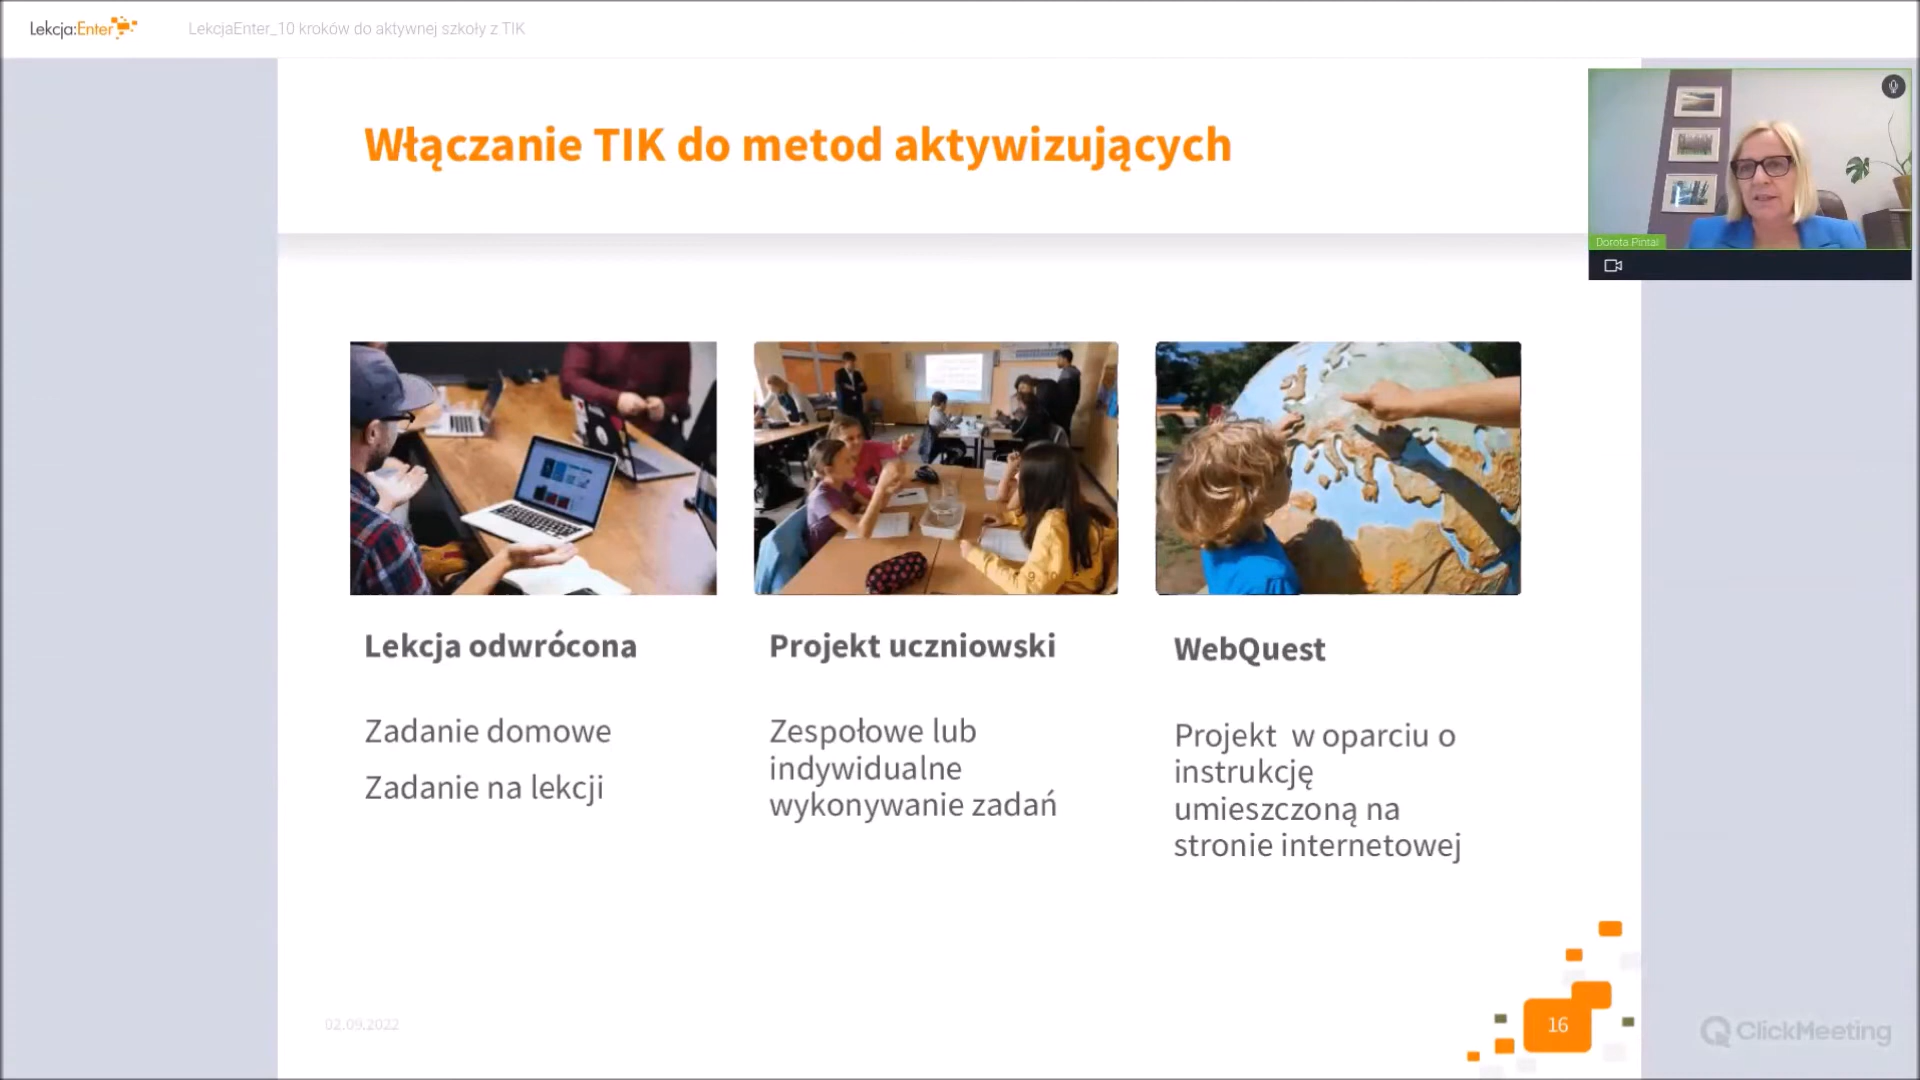 Lekcja:Enter
LekcjaEnter_10 kroków do aktywnej szkoły z TIK
Włączanie TIK do metod aktywizujących
Dorota Pintal
Lekcja odwrócona
Zadanie domowe
Zadanie na lekcji
Projekt uczniowski
Zespołowe lub
indywidualne
wykonywanie zadań
WebQuest
Projekt w oparciu o
instrukcję
umieszczoną na
stronie internetowej
02.09.2022
16
ClickMeeting